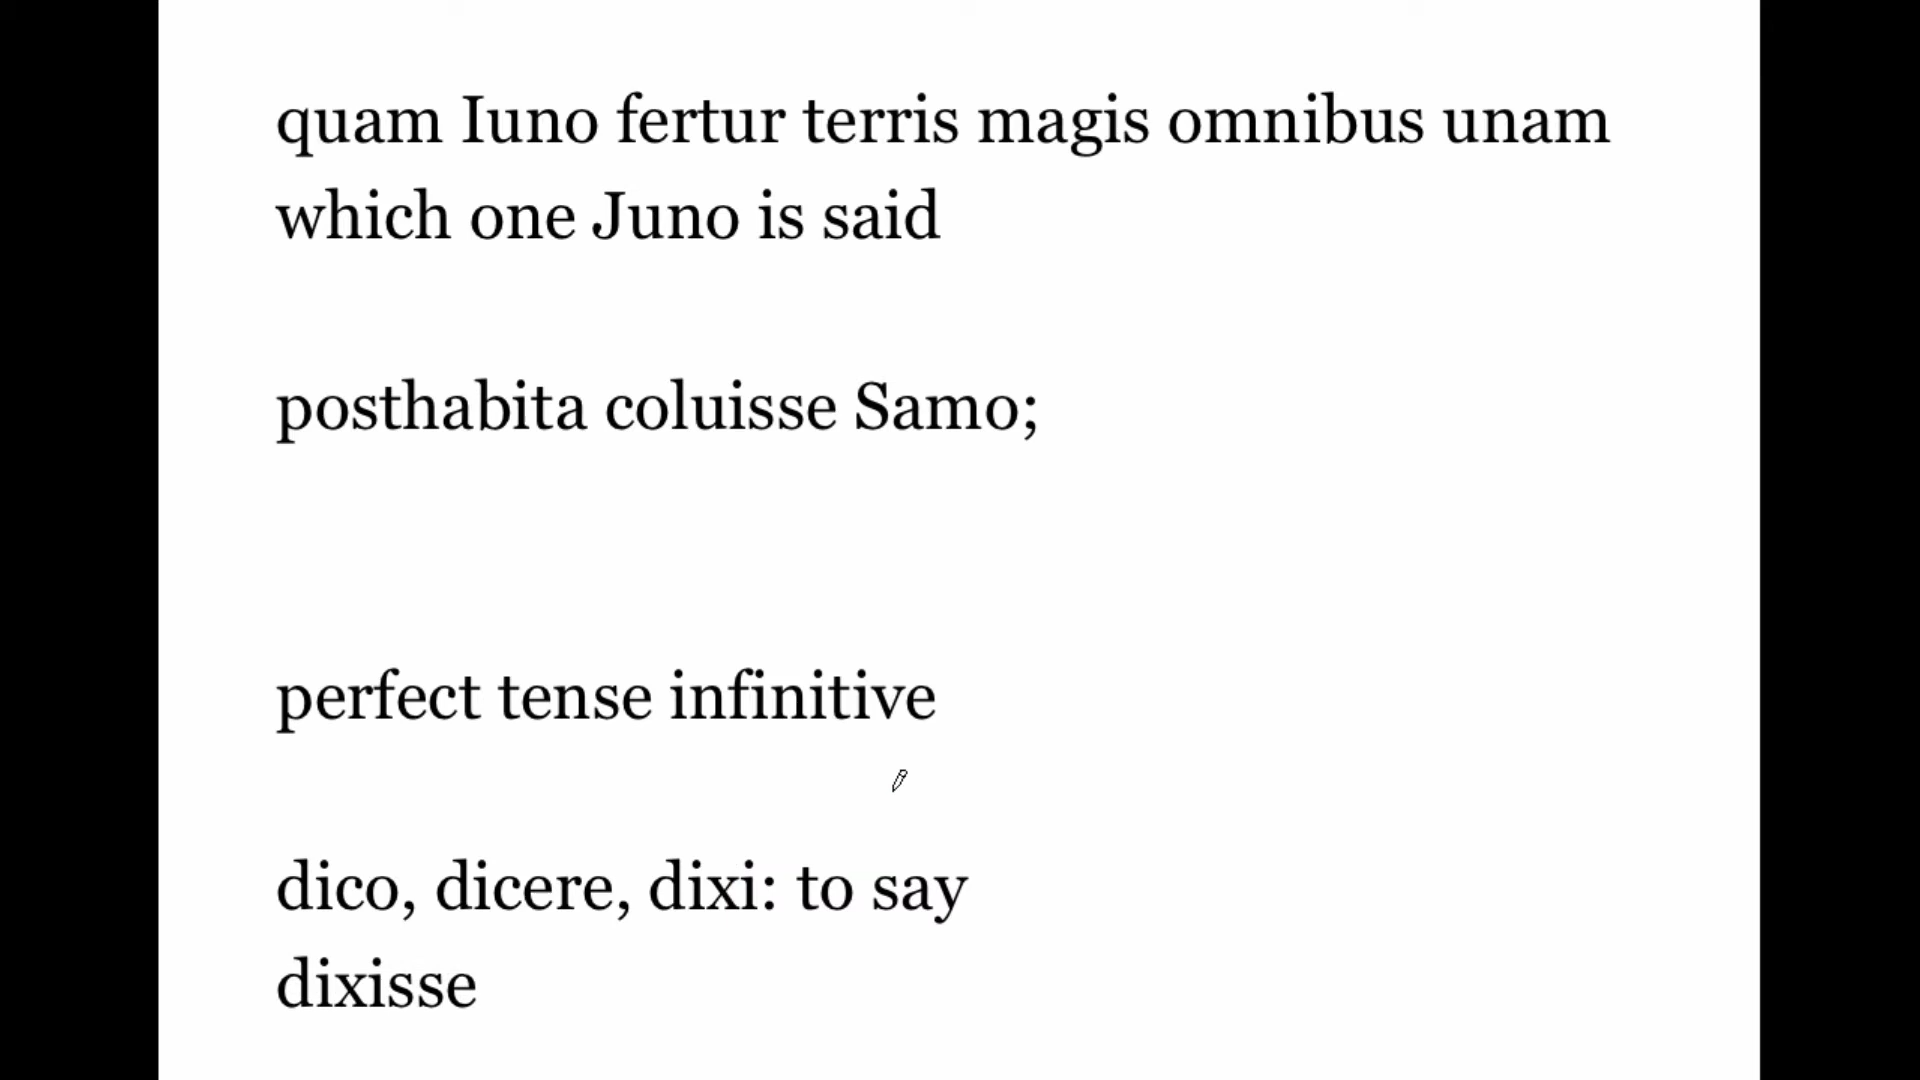 quam Iuno fertur terris magis omnibus unam
which one Juno is said
posthabita coluisse Samo;
perfect tense infinitive
dico, dicere, dixi: to say
dixisse